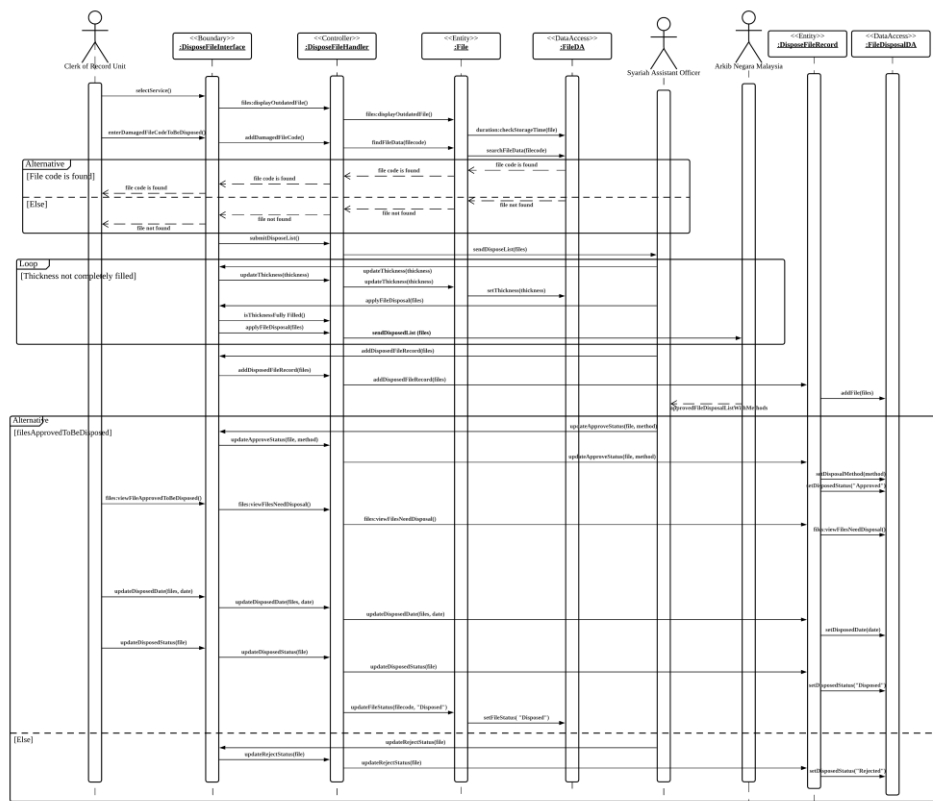 <<Boundary>>
:DisposeFileInterface
<<Controller>>
:DisposeFileHandler
<<Entity>>
:File
<<DataAccess>>
:FileDA
<<Entity>>
:DisposeFileRecord
<<DataAccess>>
:FileDisposalDA
Clerk of Record Unit
Syariah Assistant Officer
Arkib Negara Malaysia
selectService()
files:displayOutdatedFile()
files:displayOutdatedFile()
duration:checkStorageTime(file)
enterDamagedFileCodeToBeDisposed()
addDamagedFileCode()
findFileData(filecode)
searchFileData(filecode)
Alternative
[File code is found]
file code is found
file code is found
file code is found
file code is found
[Else]
file not found
file not found
file not found
file not found
submitDisposeList()
sendDisposeList(files)
Loop
[Thickness not completely filled]
updateThickness(thickness)
updateThickness(thickness)
updateThickness(thickness)
setThickness(thickness)
applyFileDisposal(files)
isThicknessFully Filled()
applyFileDisposal(files)
sendDisposedList (files)
addDisposedFileRecord(files)
addDisposedFileRecord(files)
addDisposedFileRecord(files)
addFile(files)
approvedFileDisposalListWithMethods
Alternative
[filesApprovedToBeDisposed]
updateApproveStatus(file, method)
updateApproveStatus(file, method)
updateApproveStatus(file, method)
setDisposalMethod(method)
setDisposedStatus("Approved")
files:viewFileApprovedToBeDisposed()
files:viewFilesNeedDisposal()
files:viewFilesNeedDisposal()
files:viewFilesNeedDisposal()
updateDisposedDate(files, date)
updateDisposedDate(files, date)
updateDisposedDate(files, date)
setDisposedDate(date)
updateDisposedStatus(file)
updateDisposedStatus(file)
updateDisposedStatus(file)
setDisposedStatus("Disposed")
updateFileStatus(filecode, "Disposed")
setFileStatus( "Disposed")
[Else]
updateRejectStatus(file)
updateRejectStatus(file)
updateRejectStatus(file)
setDisposedStatus("Rejected")